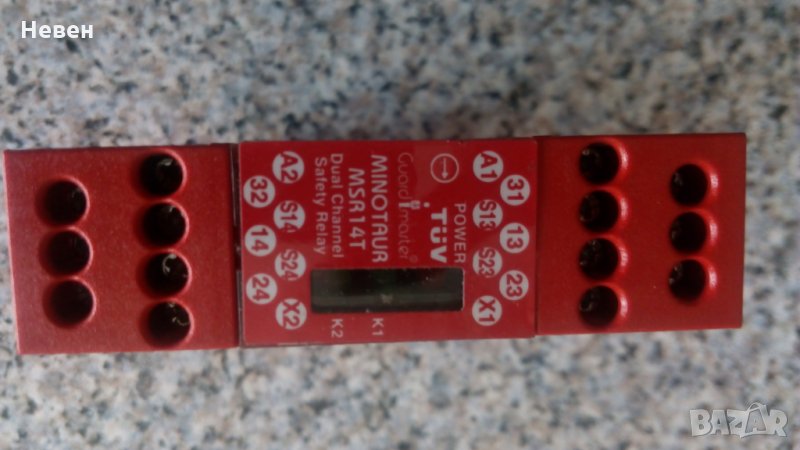 Невен
A1 31
S13 13
S23 23
X1
POWER
TÜV
Guardmaster®
MINOTAUR
MSR14T
Dual Channel
Safety Relay
K1
K2
A2 32
S14 14
S24 24
X2
BAZAR